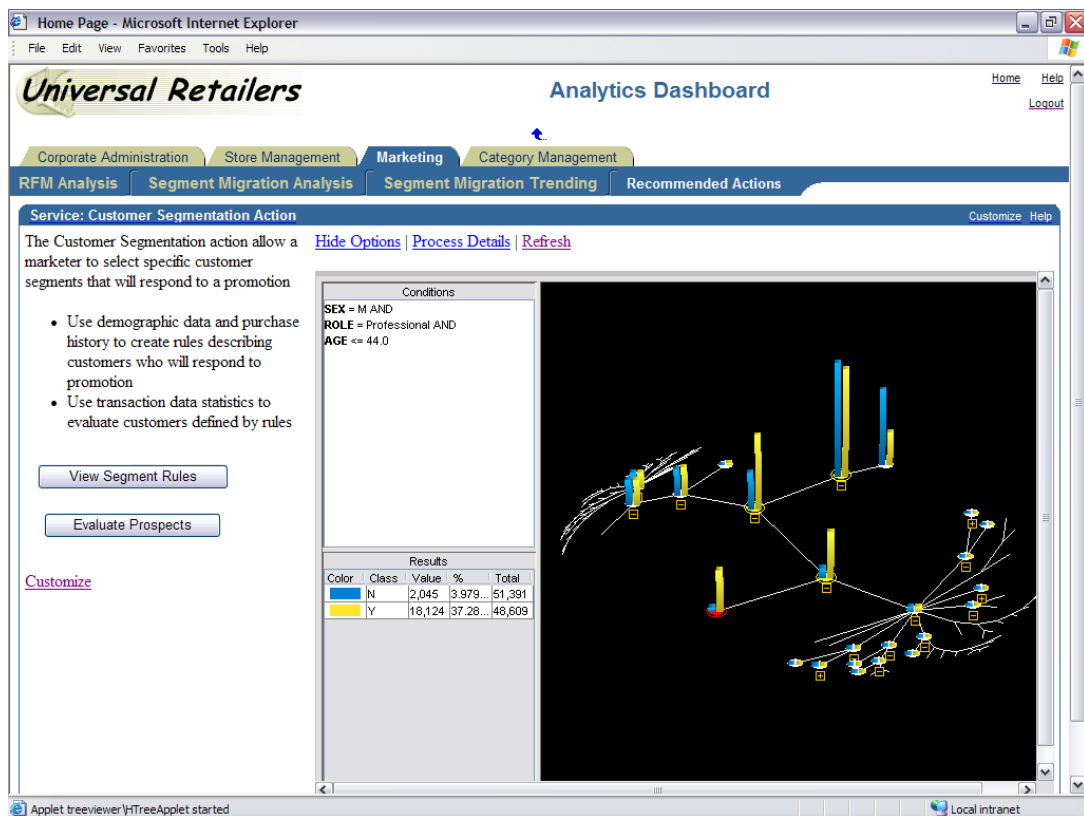 Home Page - Microsoft Internet Explorer
File Edit View Favorites Tools Help
Universal Retailers
Analytics Dashboard
Home Help
Logout
Corporate Administration Store Management Marketing Category Management
RFM Analysis Segment Migration Analysis Segment Migration Trending Recommended Actions
Service: Customer Segmentation Action
Customize Help
The Customer Segmentation action allow a
marketer to select specific customer
segments that will respond to a promotion
• Use demographic data and purchase
history to create rules describing
customers who will respond to
promotion
• Use transaction data statistics to
evaluate customers defined by rules
View Segment Rules
Evaluate Prospects
Customize
Hide Options | Process Details | Refresh
Conditions
SEX = M AND
ROLE = Professional AND
AGE <= 44.0
Results
Color Class Value % Total
N 2,045 3.979... 51,391
Y 18,124 37.28... 48,609
Applet treeviewer\HTreeApplet started
Local intranet